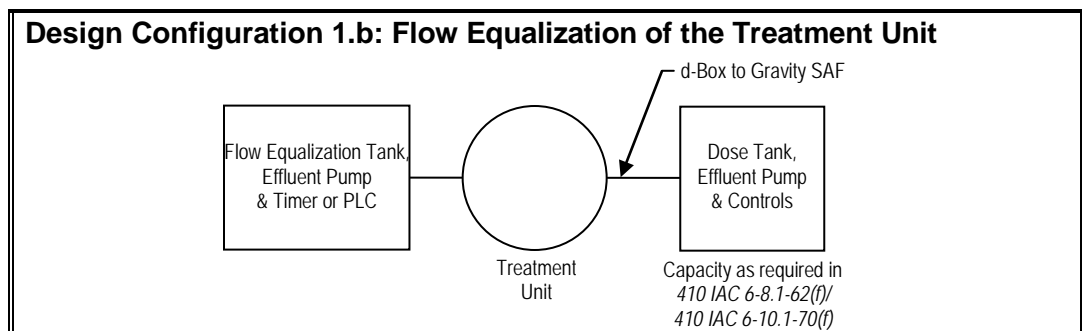 Design Configuration 1.b: Flow Equalization of the Treatment Unit
d-Box to Gravity SAF
Flow Equalization Tank,
Effluent Pump
& Timer or PLC
Treatment
Unit
Dose Tank,
Effluent Pump
& Controls
Capacity as required in
410 IAC 6-8.1-62(f)/
410 IAC 6-10.1-70(f)